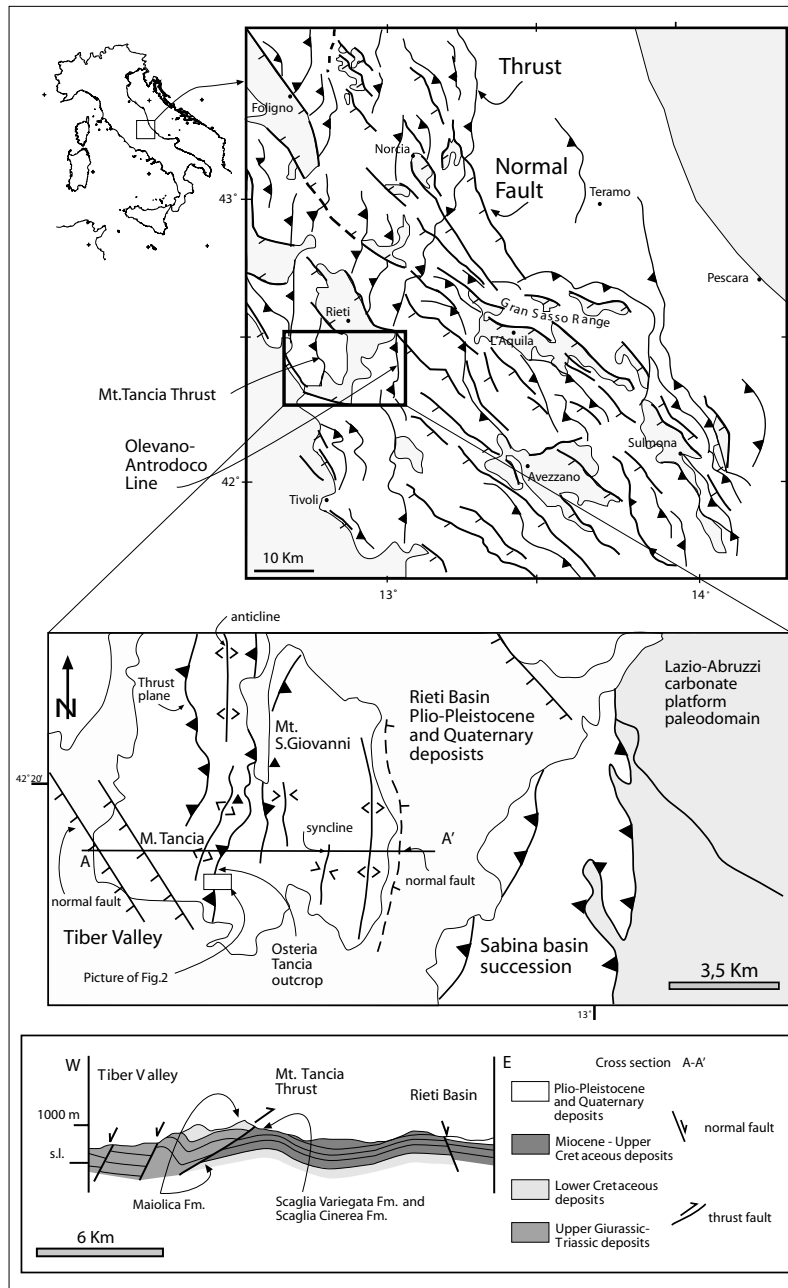 Thrust
Foligno
Norcia
Normal
Fault
Teramo
43˚
Pescara
Rieti
Gran Sasso Range
L'Aquila
Mt.Tancia Thrust
Olevano-
Antrodoco
Line
Sulmona
Avezzano
42˚
Tivoli
10 Km
13˚
14˚
anticline
Thrust
plane
N
Mt.
S.Giovanni
Rieti Basin
Plio-Pleistocene
and Quaternary
deposists
Lazio-Abruzzi
carbonate
platform
paleodomain
42˚20'
M. Tancia
syncline
A'
A
normal fault
normal fault
Tiber Valley
Osteria
Tancia
outcrop
Picture of Fig.2
Sabina basin
succession
3,5 Km
13˚
W
Tiber Valley
Mt. Tancia
Thrust
Rieti Basin
E
1000 m
s.l.
Maiolica Fm.
Scaglia Variegata Fm. and
Scaglia Cinerea Fm.
6 Km
Cross section A-A'
Plio-Pleistocene
and Quaternary
deposits
normal fault
Miocene - Upper
Cretaceous deposits
Lower Cretaceous
deposits
thrust fault
Upper Giurassic-
Triassic deposits